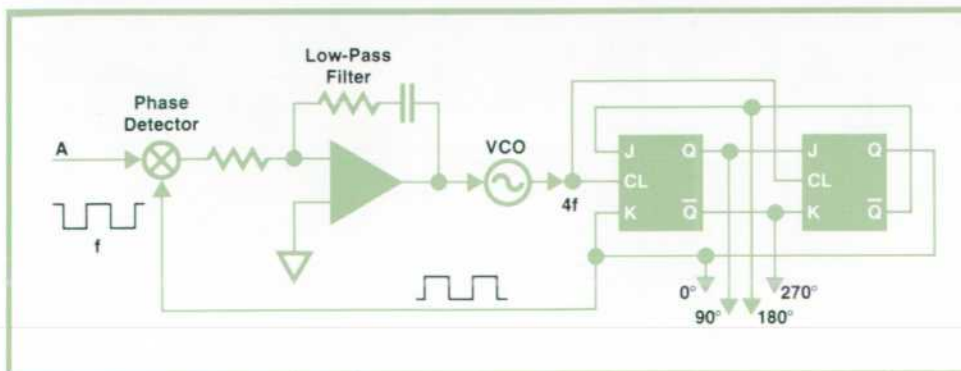 Low-Pass
Filter
Phase
Detector
A
VCO
J Q J Q
CL CL
4f
K Q̅ K Q̅
f
0° 270°
90° 180°